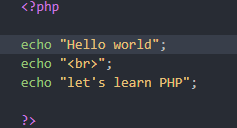 <?php
echo "Hello world";
echo "<br>";
echo "let's learn PHP";
?>